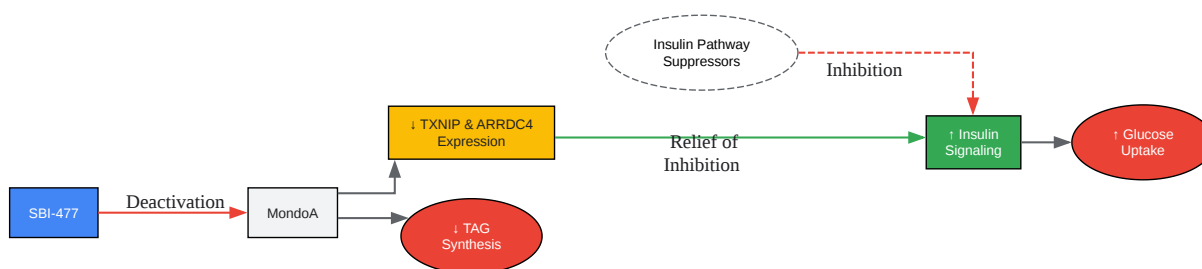 Insulin Pathway
Suppressors
Inhibition
↓ TXNIP & ARRDC4
Expression
Relief of
Inhibition
↑ Insulin
Signaling
↑ Glucose
Uptake
SBI-477
Deactivation
MondoA
↓ TAG
Synthesis